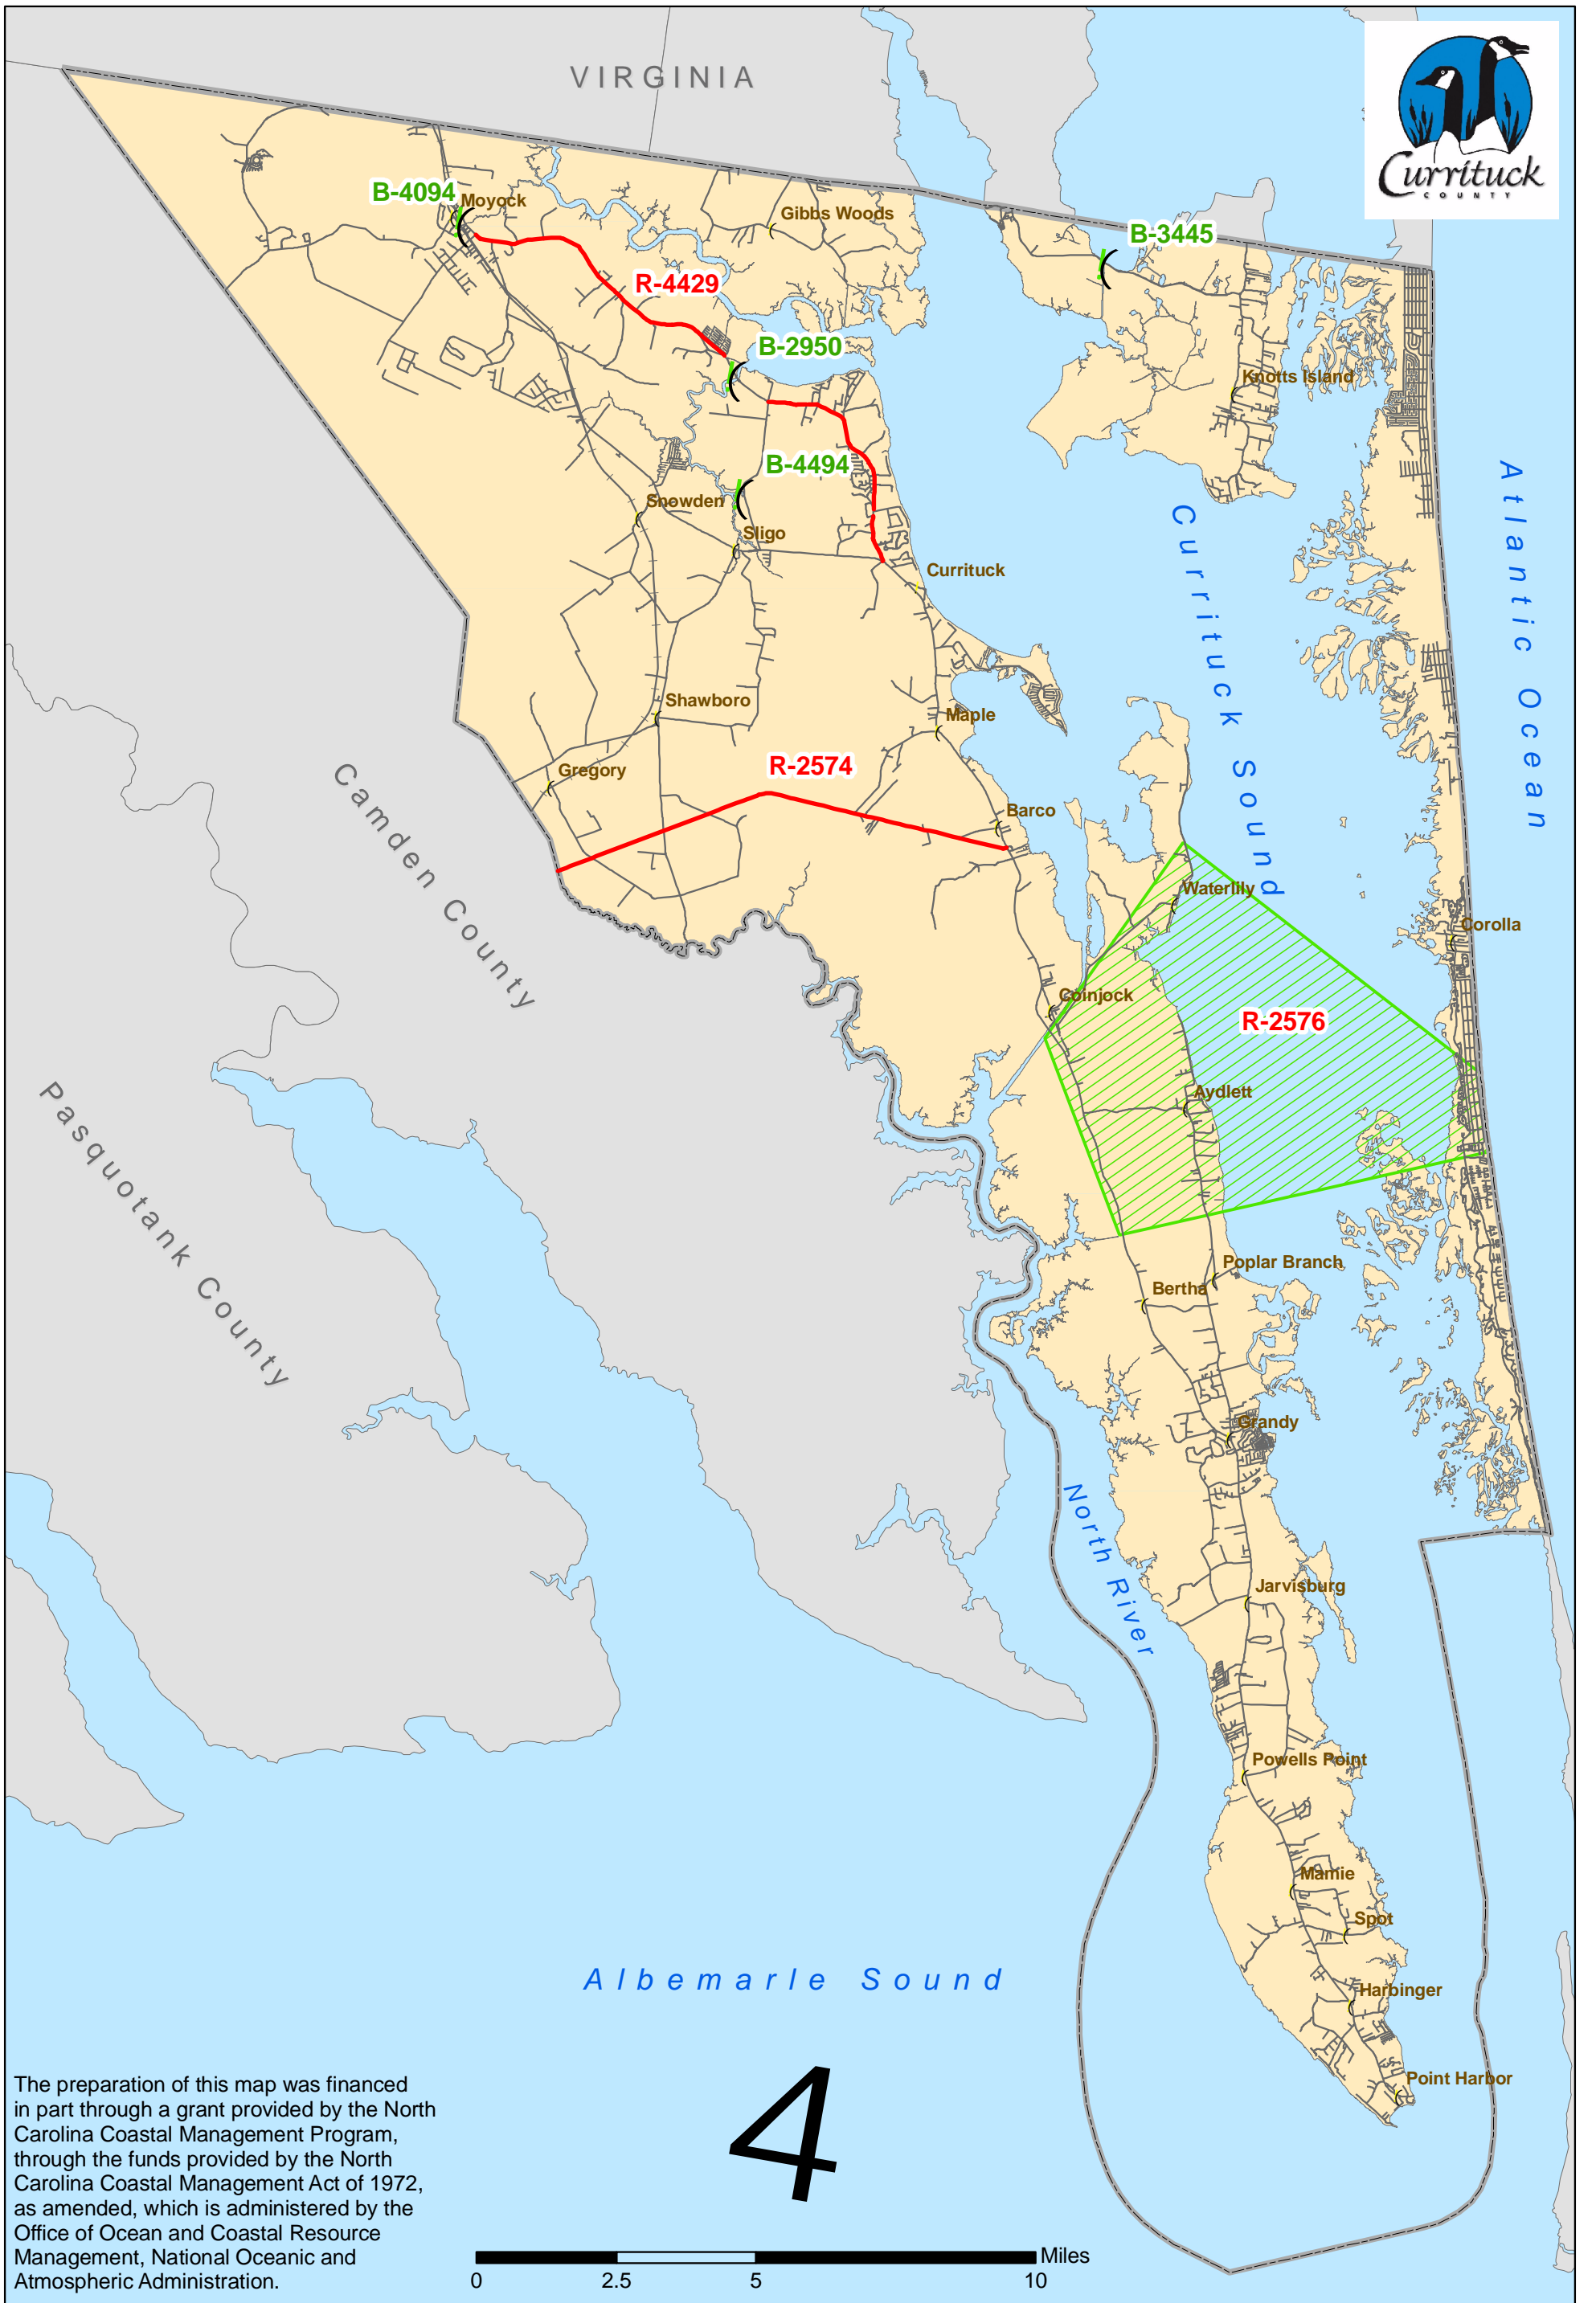 VIRGINIA
Currituck
COUNTY
B-4094
Moyock
Gibbs Woods
B-3445
R-4429
B-2950
Knotts Island
B-4494
Snowden
Sligo
Currituck
Currituck Sound
Atlantic Ocean
Shawboro
Maple
R-2574
Gregory
Barco
Camden County
Waterlily
Corolla
Coinjock
R-2576
Aydlett
Pasquotank County
Poplar Branch
Bertha
Grandy
North River
Jarvisburg
Powells Point
Mamie
Spot
Albemarle Sound
Harbinger
Point Harbor
The preparation of this map was financed
in part through a grant provided by the North
Carolina Coastal Management Program,
through the funds provided by the North
Carolina Coastal Management Act of 1972,
as amended, which is administered by the
Office of Ocean and Coastal Resource
Management, National Oceanic and
Atmospheric Administration.
4
Miles
0 2.5 5 10